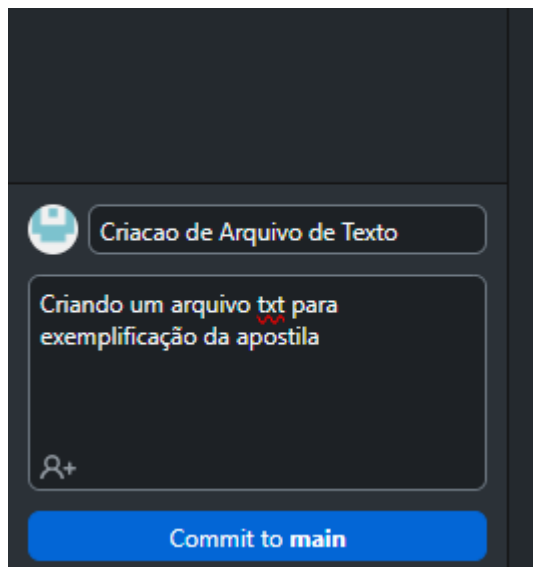 Criacao de Arquivo de Texto
Criando um arquivo txt para
exemplificação da apostila
Commit to main